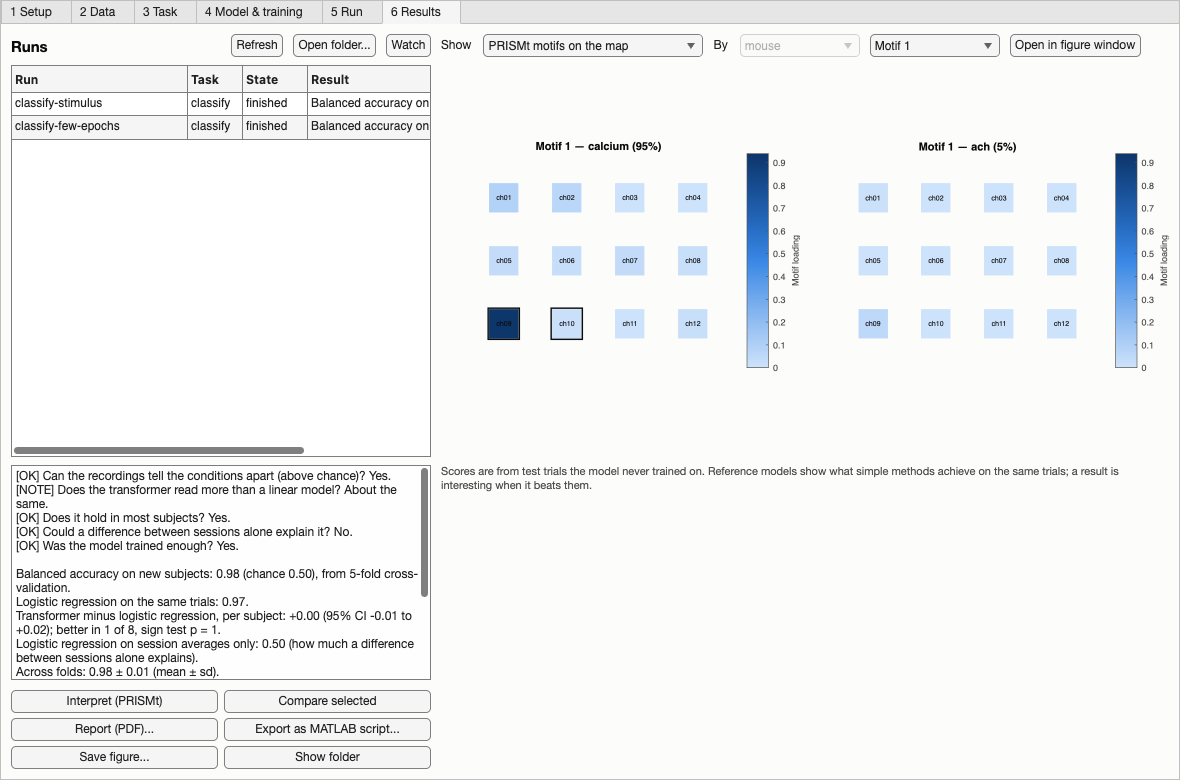 1 Setup 2 Data 3 Task 4 Model & training 5 Run 6 Results
Runs Refresh Open folder... Watch Show PRISMt motifs on the map By mouse Motif 1 Open in figure window
Run Task State Result
classify-stimulus classify finished Balanced accuracy on
classify-few-epochs classify finished Balanced accuracy on
Motif 1 — calcium (95%) Motif 1 — ach (5%)
ch01 ch02 ch03 ch04
ch05 ch06 ch07 ch08
ch09 ch10 ch11 ch12
0.9
0.8
0.7
0.6
0.5
0.4
0.3
0.2
0.1
0
Motif loading
ch01 ch02 ch03 ch04
ch05 ch06 ch07 ch08
ch09 ch10 ch11 ch12
0.9
0.8
0.7
0.6
0.5
0.4
0.3
0.2
0.1
0
Motif loading
[OK] Can the recordings tell the conditions apart (above chance)? Yes.
[NOTE] Does the transformer read more than a linear model? About the
same.
[OK] Does it hold in most subjects? Yes.
[OK] Could a difference between sessions alone explain it? No.
[OK] Was the model trained enough? Yes.
Balanced accuracy on new subjects: 0.98 (chance 0.50), from 5-fold cross-
validation.
Logistic regression on the same trials: 0.97.
Transformer minus logistic regression, per subject: +0.00 (95% CI -0.01 to
+0.02); better in 1 of 8, sign test p = 1.
Logistic regression on session averages only: 0.50 (how much a difference
between sessions alone explains).
Across folds: 0.98 ± 0.01 (mean ± sd).
Scores are from test trials the model never trained on. Reference models show what simple methods achieve on the same trials; a result is
interesting when it beats them.
Interpret (PRISMt) Compare selected
Report (PDF)... Export as MATLAB script...
Save figure... Show folder